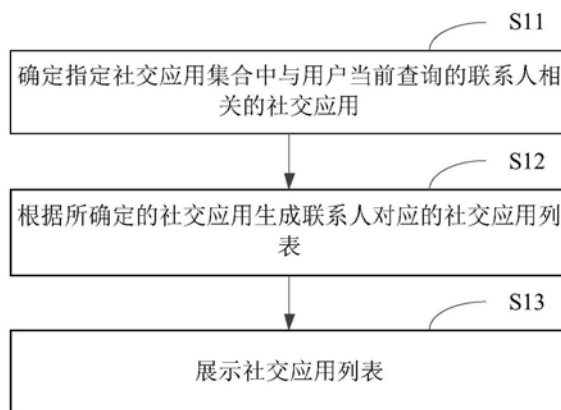 S11
确定指定社交应用集合中与用户当前查询的联系人相
关的社交应用
S12
根据所确定的社交应用生成联系人对应的社交应用列
表
S13
展示社交应用列表